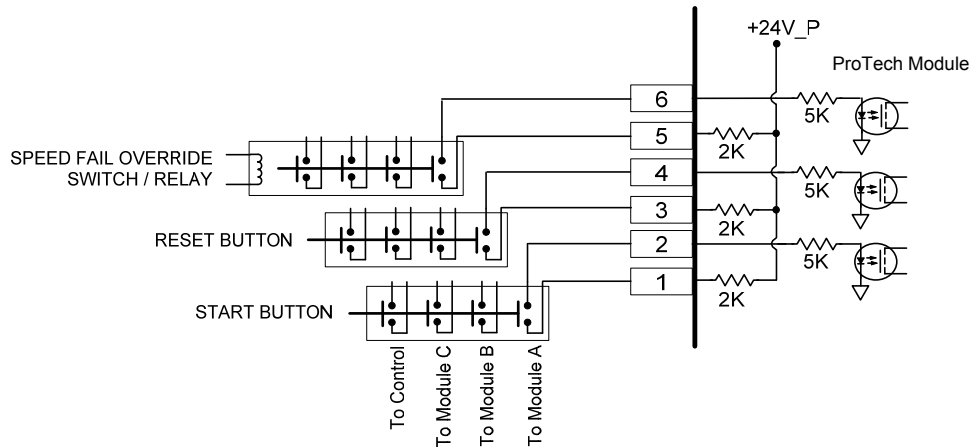 +24V_P
ProTech Module
6
5K
5
2K
SPEED FAIL OVERRIDE
SWITCH / RELAY
4
5K
3
2K
RESET BUTTON
2
5K
1
2K
START BUTTON
To Control
To Module C
To Module B
To Module A